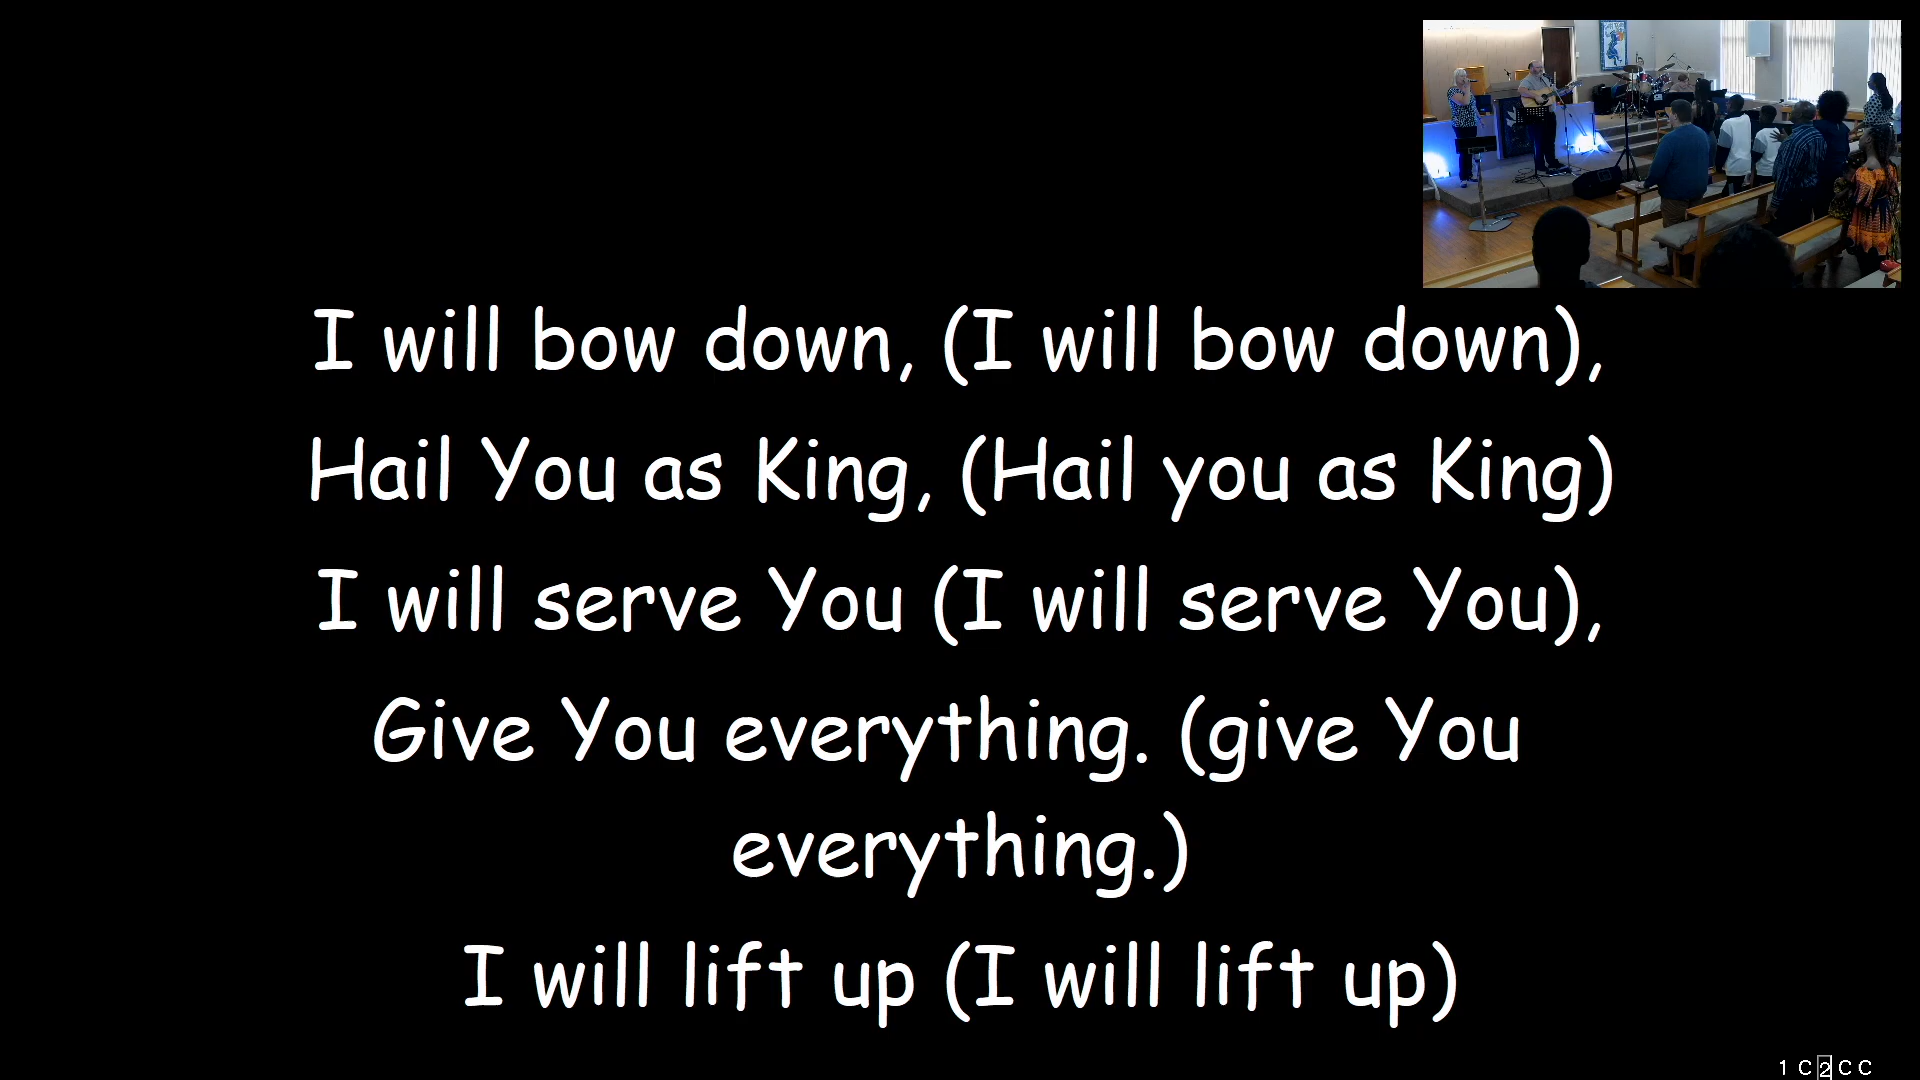 I will bow down, (I will bow down),
Hail You as King, (Hail you as King)
I will serve You (I will serve You),
Give You everything. (give You
everything.)
I will lift up (I will lift up)
1 C 2 C C